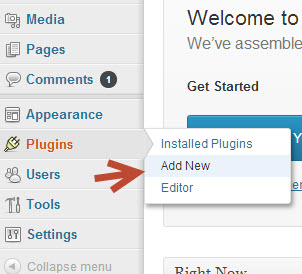 Media
Pages
Comments 1
Appearance
Plugins
Users
Tools
Settings
Collapse menu
Installed Plugins
Add New
Editor
Welcome to
We've assemble
Get Started
Y
Right Now